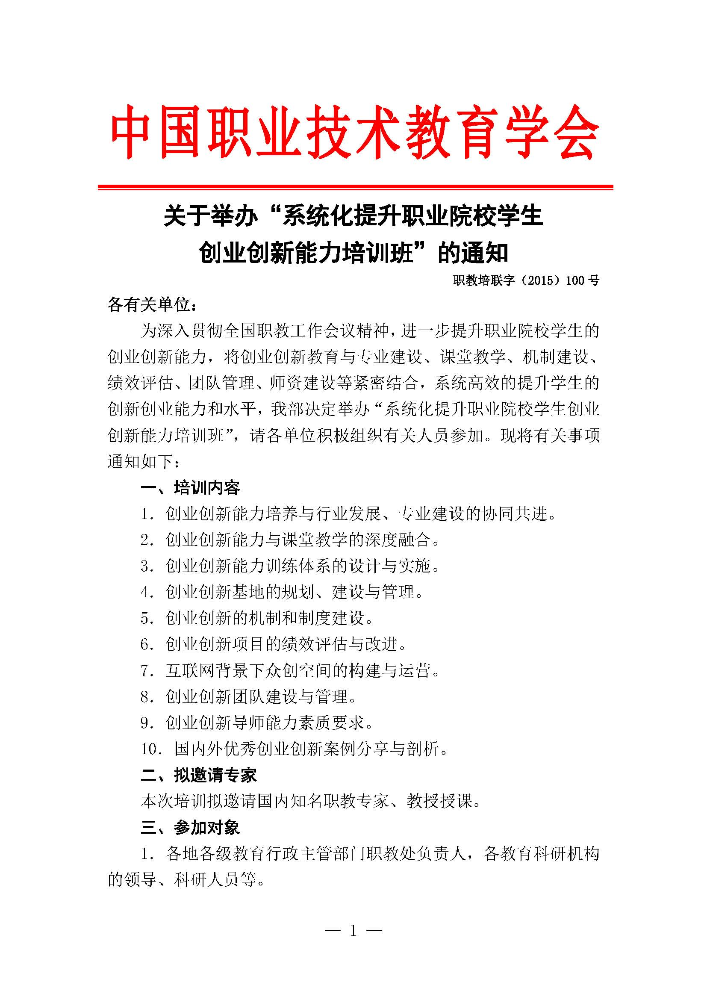 中国职业技术教育学会
关于举办“系统化提升职业院校学生
创业创新能力培训班”的通知
职教培联字（2015）100 号
各有关单位：
为深入贯彻全国职教工作会议精神，进一步提升职业院校学生的
创业创新能力，将创业创新教育与专业建设、课堂教学、机制建设、
绩效评估、团队管理、师资建设等紧密结合，系统高效的提升学生的
创新创业能力和水平，我部决定举办“系统化提升职业院校学生创业
创新能力培训班”，请各单位积极组织有关人员参加。现将有关事项
通知如下：
一、培训内容
1．创业创新能力培养与行业发展、专业建设的协同共进。
2．创业创新能力与课堂教学的深度融合。
3．创业创新能力训练体系的设计与实施。
4．创业创新基地的规划、建设与管理。
5．创业创新的机制和制度建设。
6．创业创新项目的绩效评估与改进。
7．互联网背景下众创空间的构建与运营。
8．创业创新团队建设与管理。
9．创业创新导师能力素质要求。
10．国内外优秀创业创新案例分享与剖析。
二、拟邀请专家
本次培训拟邀请国内知名职教专家、教授授课。
三、参加对象
1．各地各级教育行政主管部门职教处负责人，各教育科研机构
的领导、科研人员等。
— 1 —